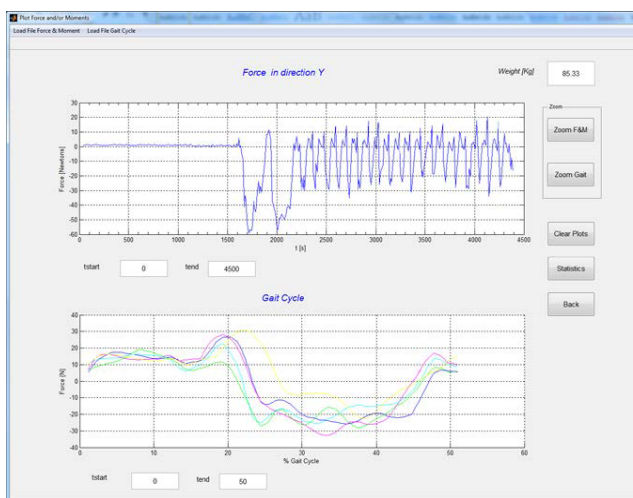 Plot Force and/or Moments
Load File Force & Moment Load File Gait Cycle
Force in direction Y
Weight [Kg]
85.33
30
20
10
0
-10
-20
-30
-40
-50
-60
Force [Newtons]
0 500 1000 1500 2000 2500 3000 3500 4000 4500
t [s]
Zoom
Zoom F&M
Zoom Gait
Clear Plots
Statistics
Back
tstart 0 tend 4500
Gait Cycle
40
30
20
10
0
-10
-20
-30
-40
Force [N]
0 10 20 30 40 50 60
% Gait Cycle
tstart 0 tend 50